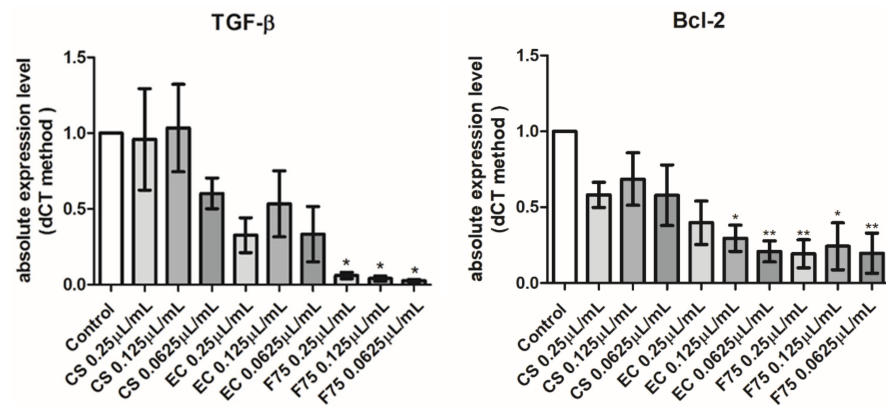 TGF-β
absolute expression level
(dCT method )
1.5
1.0
0.5
0.0
*
*
*
Control
CS 0.25µL/mL
CS 0.125µL/mL
CS 0.0625µL/mL
EC 0.25µL/mL
EC 0.125µL/mL
EC 0.0625µL/mL
F75 0.25µL/mL
F75 0.125µL/mL
F75 0.0625µL/mL
Bcl-2
absolute expression level
(dCT method )
1.5
1.0
0.5
0.0
*
**
**
*
**
Control
CS 0.25µL/mL
CS 0.125µL/mL
CS 0.0625µL/mL
EC 0.25µL/mL
EC 0.125µL/mL
EC 0.0625µL/mL
F75 0.25µL/mL
F75 0.125µL/mL
F75 0.0625µL/mL